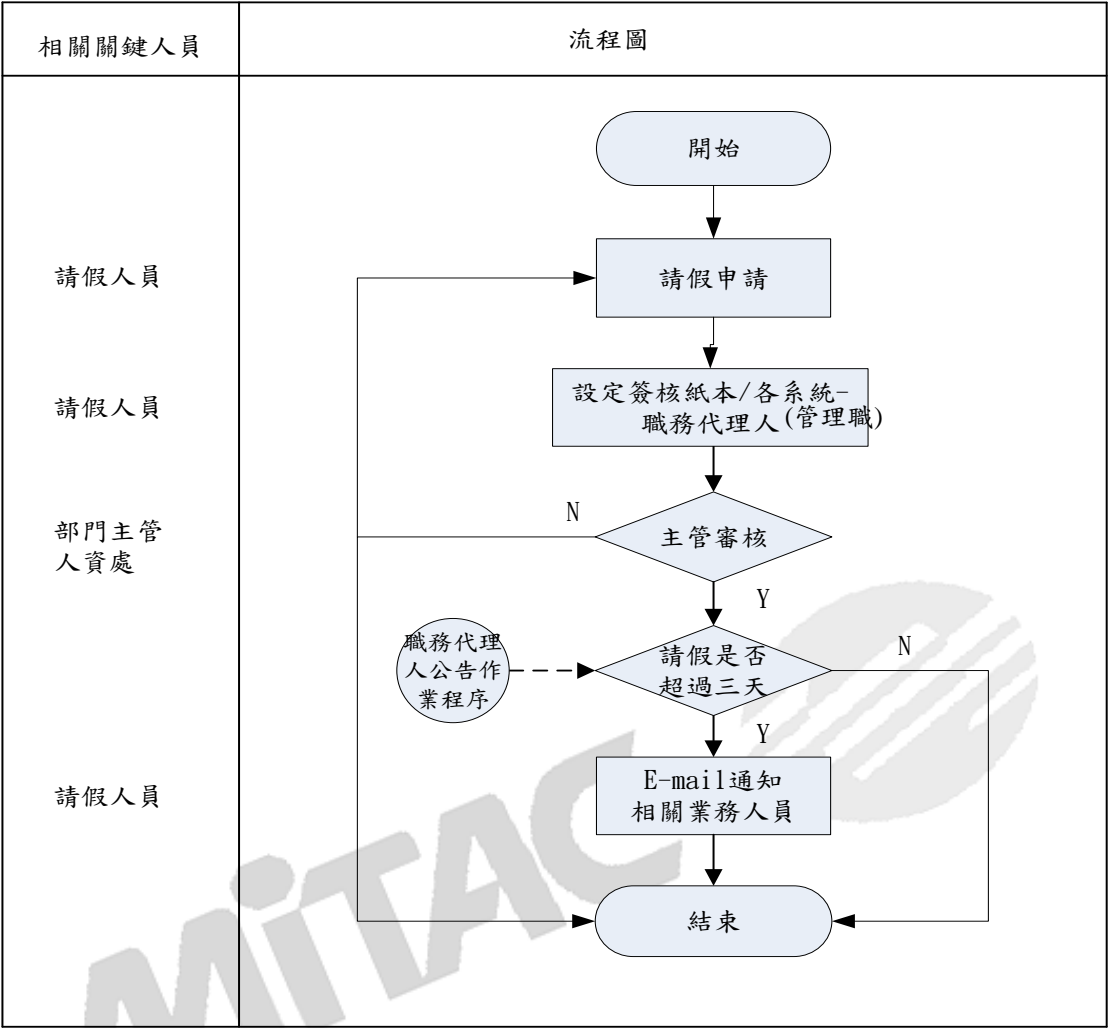 相關關鍵人員
流程圖
開始
請假人員
請假申請
請假人員
設定簽核紙本/各系統-
職務代理人(管理職)
部門主管
人資處
N
主管審核
Y
職務代理
人公告作
業程序
請假是否
超過三天
N
Y
請假人員
E-mail通知
相關業務人員
結束
MiTAC